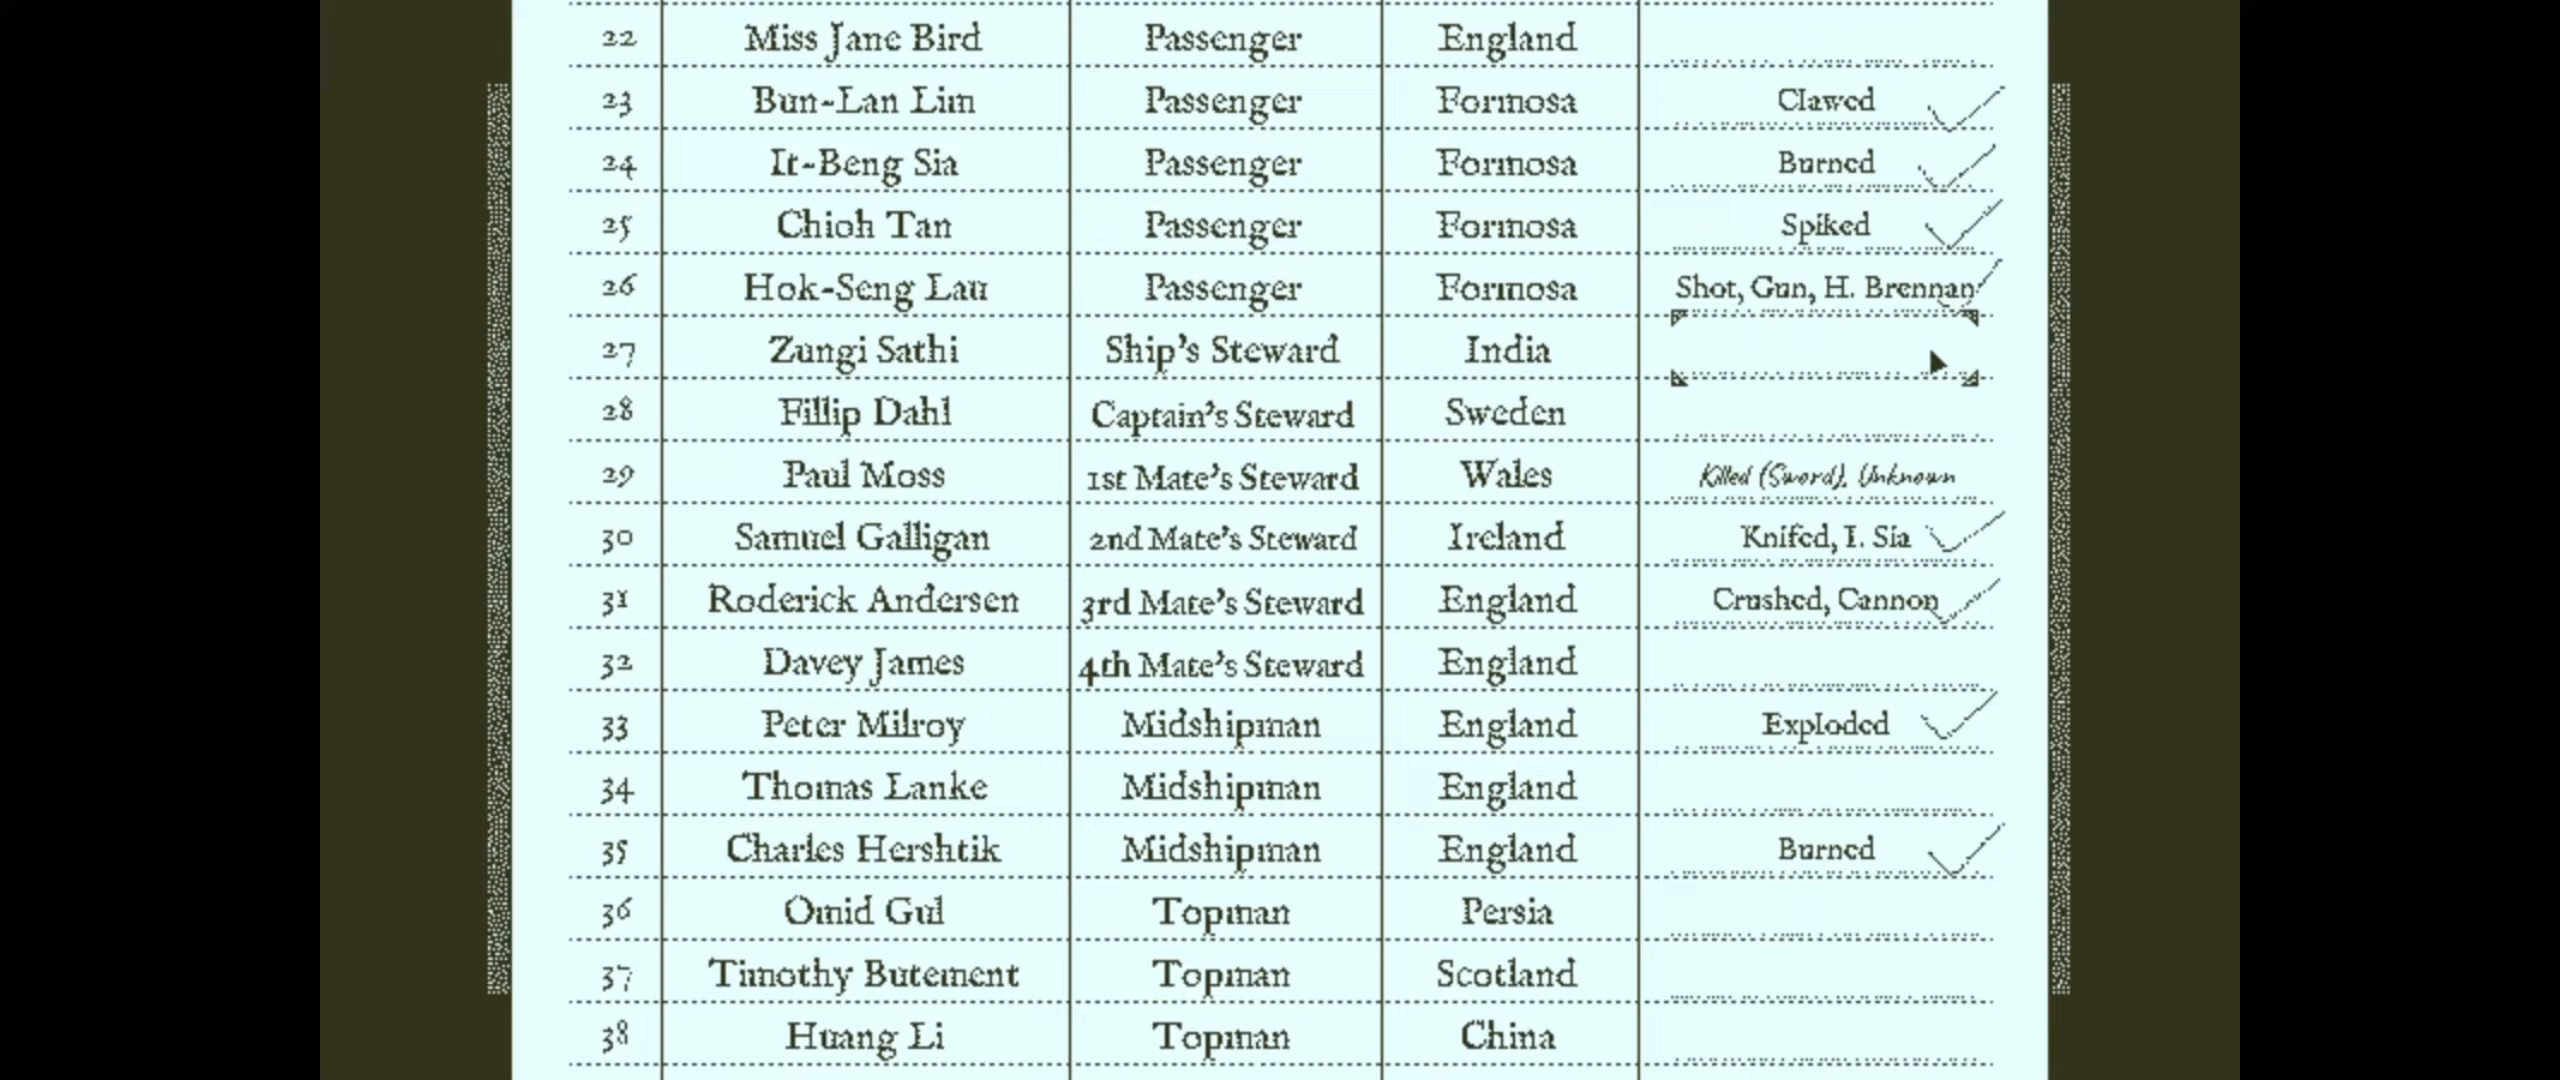 22 Miss Jane Bird Passenger England
23 Bun-Lan Lim Passenger Formosa Clawed
24 It-Beng Sia Passenger Formosa Burned
25 Chioh Tan Passenger Formosa Spiked
26 Hok-Seng Lau Passenger Formosa Shot, Gun, H. Brennan
27 Zungi Sathi Ship's Steward India
28 Fillip Dahl Captain's Steward Sweden
29 Paul Moss 1st Mate's Steward Wales Killed (Sword), Unknown
30 Samuel Galligan 2nd Mate's Steward Ireland Knifed, I. Sia
31 Roderick Andersen 3rd Mate's Steward England Crushed, Cannon
32 Davey James 4th Mate's Steward England
33 Peter Milroy Midshipman England Exploded
34 Thomas Lanke Midshipman England
35 Charles Hershtik Midshipman England Burned
36 Omid Gul Topman Persia
37 Timothy Butement Topman Scotland
38 Huang Li Topman China